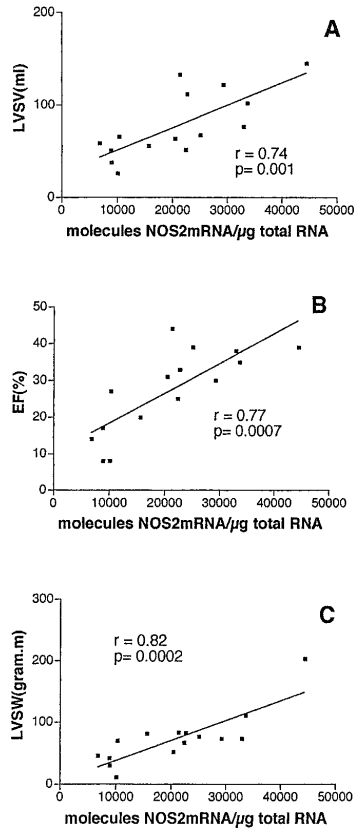 A
200
100
0
LVSV(ml)
r = 0.74
p= 0.001
0 10000 20000 30000 40000 50000
molecules NOS2mRNA/µg total RNA
B
50
40
30
20
10
0
EF(%)
r = 0.77
p= 0.0007
0 10000 20000 30000 40000 50000
molecules NOS2mRNA/µg total RNA
C
300
200
100
0
LVSW(gram.m)
r = 0.82
p= 0.0002
0 10000 20000 30000 40000 50000
molecules NOS2mRNA/µg total RNA